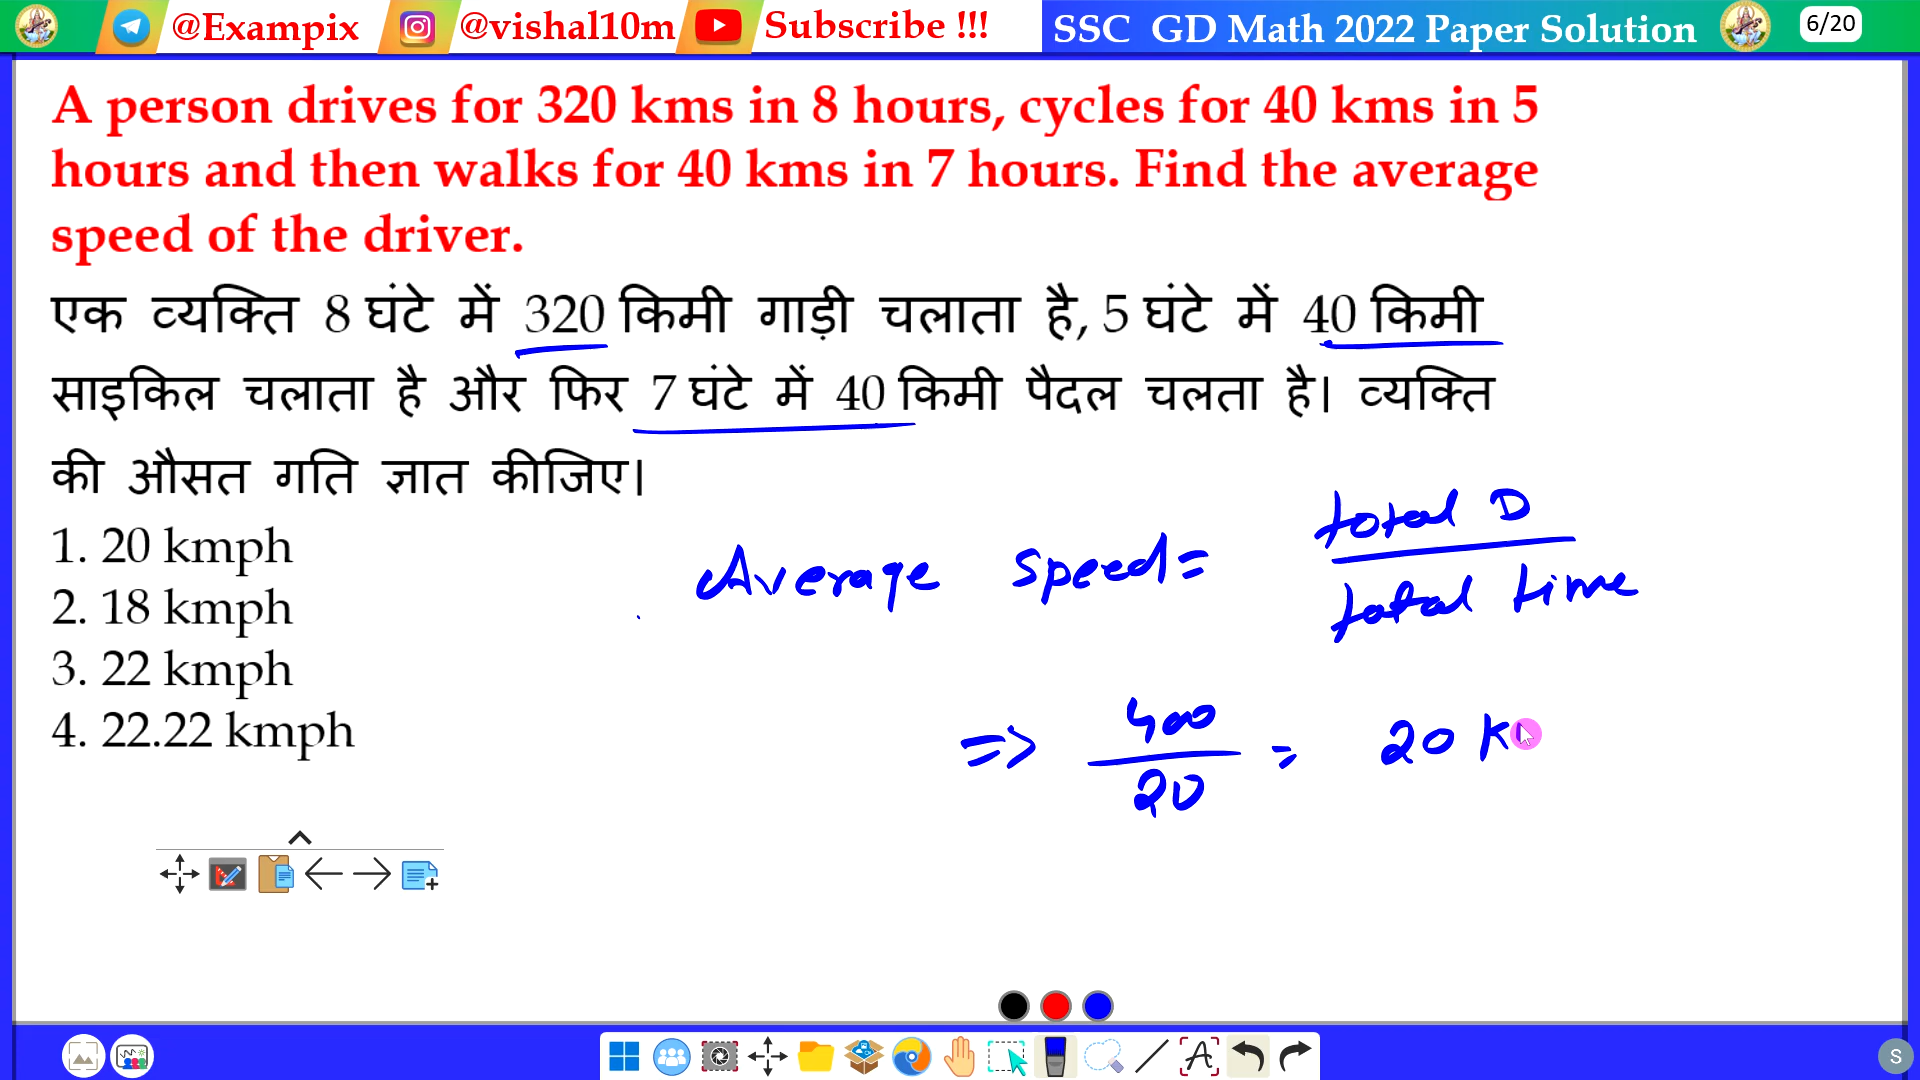 @Exampix @vishal10m Subscribe !!! SSC GD Math 2022 Paper Solution 6/20
A person drives for 320 kms in 8 hours, cycles for 40 kms in 5
hours and then walks for 40 kms in 7 hours. Find the average
speed of the driver.
एक व्यक्ति 8 घंटे में 320 किमी गाड़ी चलाता है, 5 घंटे में 40 किमी
साइकिल चलाता है और फिर 7 घंटे में 40 किमी पैदल चलता है। व्यक्ति
की औसत गति ज्ञात कीजिए।
1. 20 kmph
2. 18 kmph
3. 22 kmph
4. 22.22 kmph
Average speed = total D
total time
=> 400
20
= 20 K
S